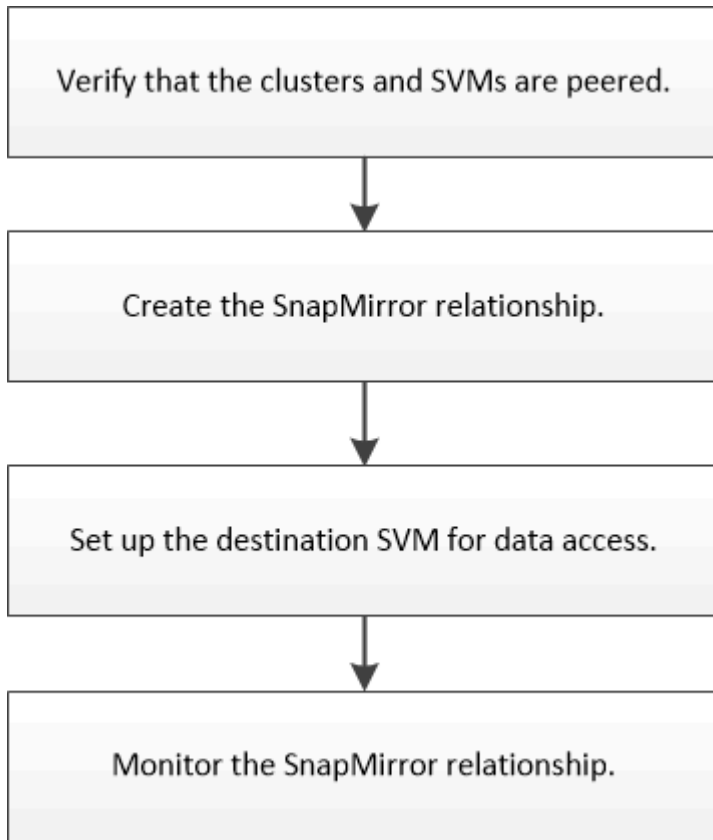 Verify that the clusters and SVMs are peered.
Create the SnapMirror relationship.
Set up the destination SVM for data access.
Monitor the SnapMirror relationship.